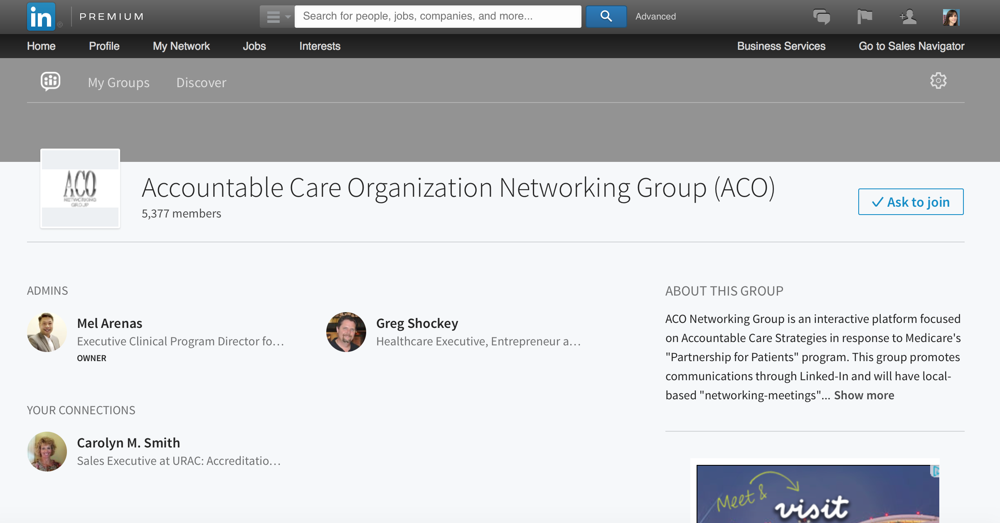 in ® PREMIUM
Search for people, jobs, companies, and more...
Advanced
Home Profile My Network Jobs Interests Business Services Go to Sales Navigator
My Groups Discover
ACO
NETWORKING
GROUP
Accountable Care Organization Networking Group (ACO)
5,377 members
Ask to join
ADMINS
Mel Arenas
Executive Clinical Program Director fo...
OWNER
Greg Shockey
Healthcare Executive, Entrepreneur a...
YOUR CONNECTIONS
Carolyn M. Smith
Sales Executive at URAC: Accreditatio...
ABOUT THIS GROUP
ACO Networking Group is an interactive platform focused
on Accountable Care Strategies in response to Medicare's
"Partnership for Patients" program. This group promotes
communications through Linked-In and will have local-
based "networking-meetings"... Show more
Meet &
visit